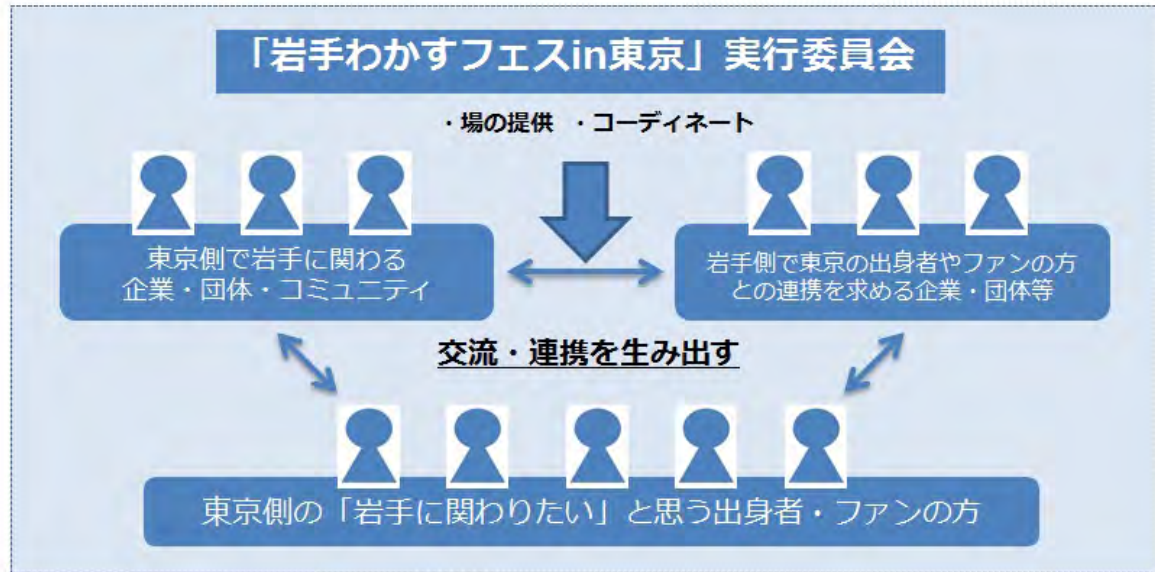 「岩手わかすフェスin東京」実行委員会
・場の提供 ・コーディネート
東京側で岩手に関わる
企業・団体・コミュニティ
岩手側で東京の出身者やファンの方
との連携を求める企業・団体等
交流・連携を生み出す
東京側の「岩手に関わりたい」と思う出身者・ファンの方